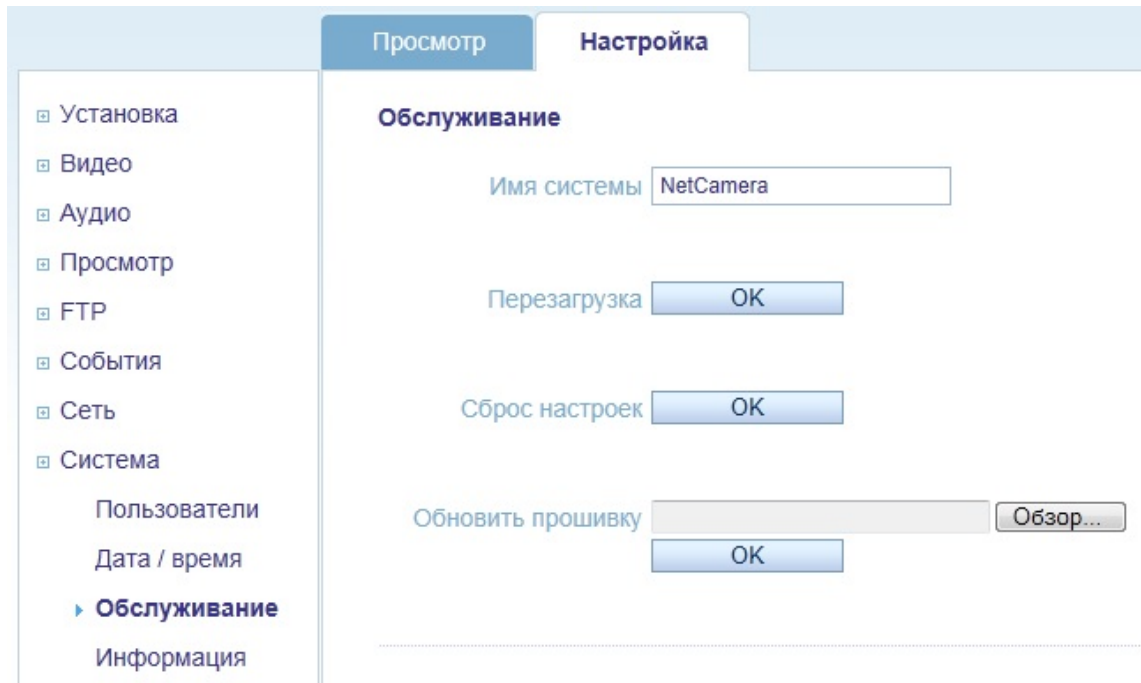 Просмотр
Настройка
Установка
Видео
Аудио
Просмотр
FTP
События
Сеть
Система
Пользователи
Дата / время
Обслуживание
Информация
Обслуживание
Имя системы NetCamera
Перезагрузка OK
Сброс настроек OK
Обновить прошивку Обзор...
OK